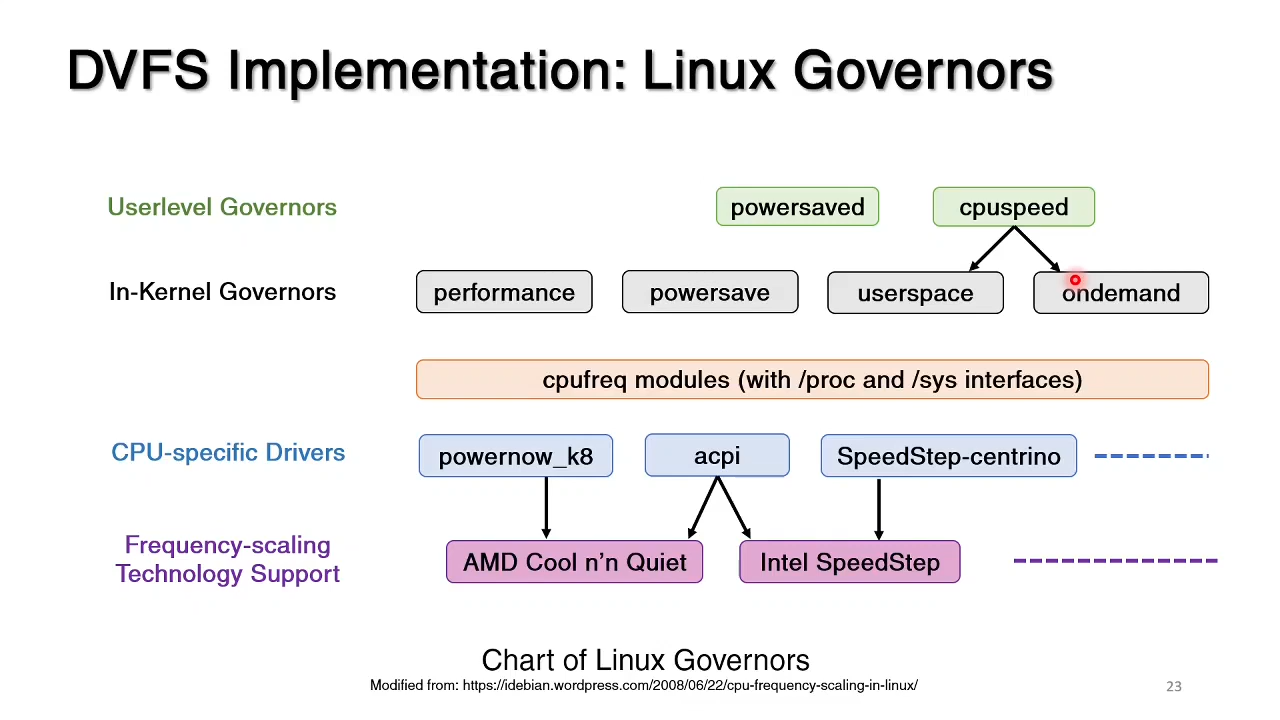 DVFS Implementation: Linux Governors
Userlevel Governors
powersaved
cpuspeed
In-Kernel Governors
performance
powersave
userspace
ondemand
cpufreq modules (with /proc and /sys interfaces)
CPU-specific Drivers
powernow_k8
acpi
SpeedStep-centrino
Frequency-scaling
Technology Support
AMD Cool n’n Quiet
Intel SpeedStep
Chart of Linux Governors
Modified from: https://idebian.wordpress.com/2008/06/22/cpu-frequency-scaling-in-linux/
23